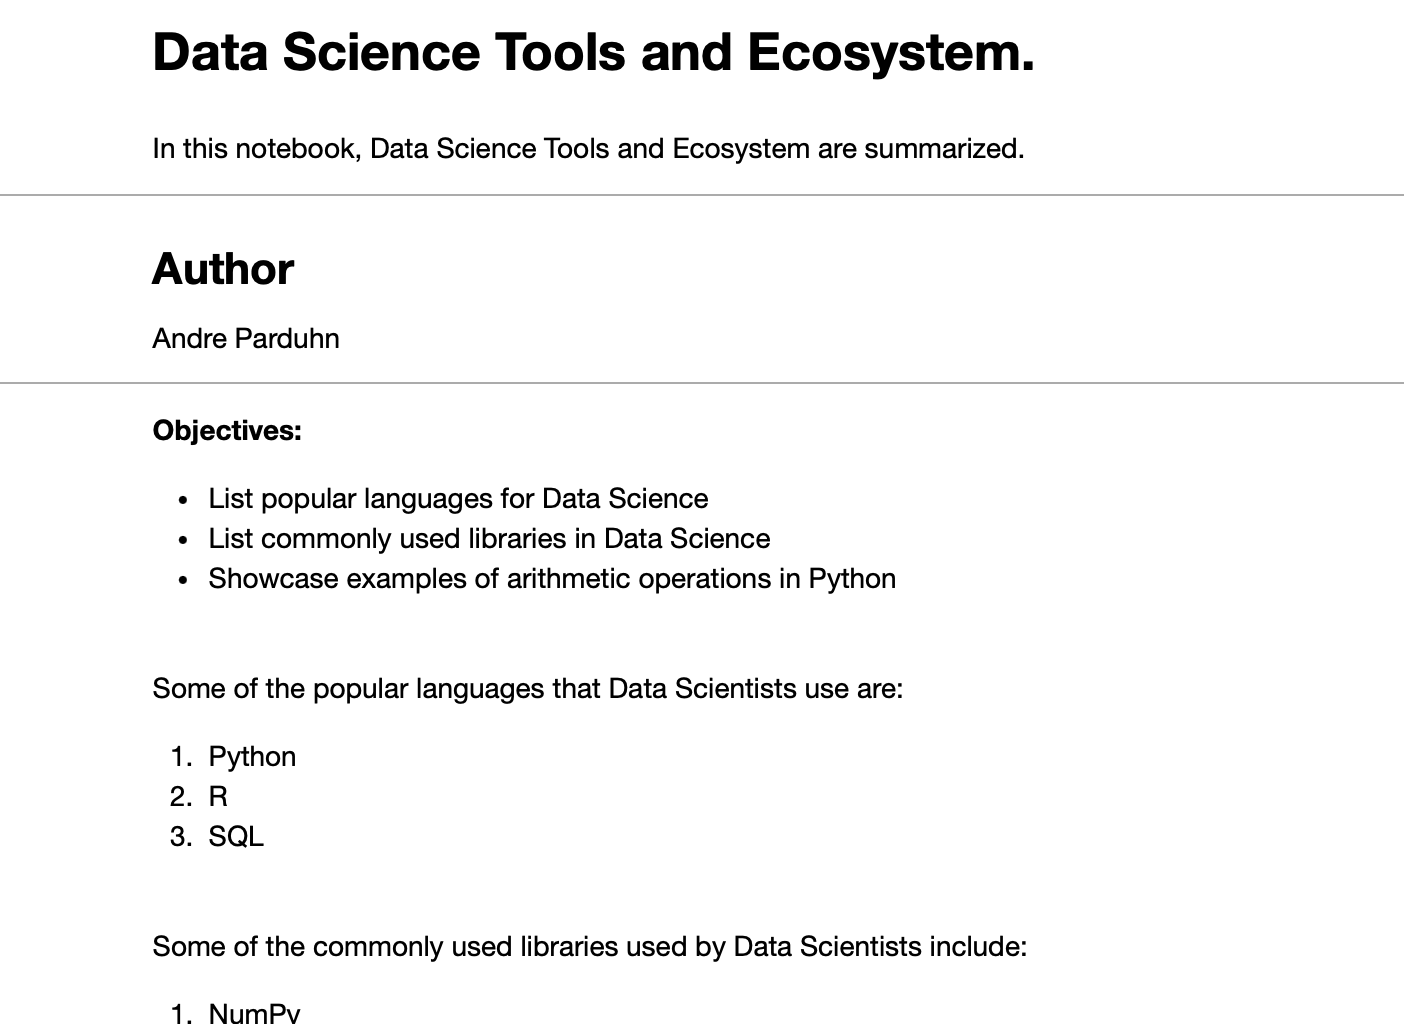 Data Science Tools and Ecosystem.
In this notebook, Data Science Tools and Ecosystem are summarized.
Author
Andre Parduhn
Objectives:
• List popular languages for Data Science
• List commonly used libraries in Data Science
• Showcase examples of arithmetic operations in Python
Some of the popular languages that Data Scientists use are:
1. Python
2. R
3. SQL
Some of the commonly used libraries used by Data Scientists include:
1. NumPy